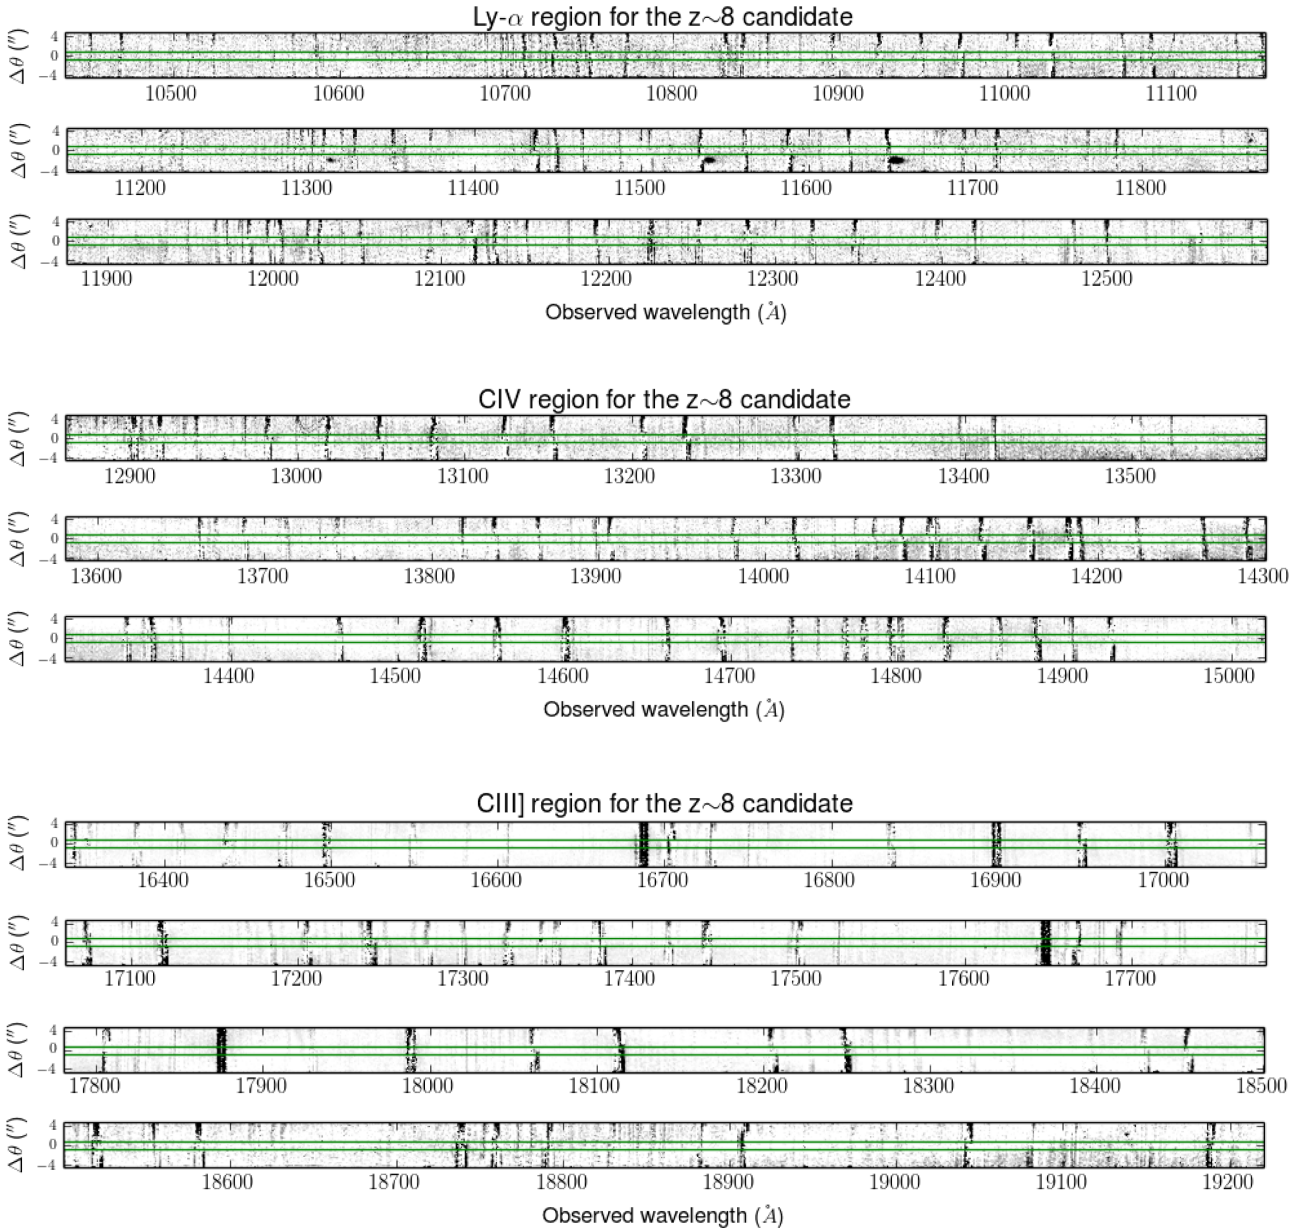 Ly-α region for the z∼8 candidate
Δθ (″)
4
0
−4
10500 10600 10700 10800 10900 11000 11100
Δθ (″)
4
0
−4
11200 11300 11400 11500 11600 11700 11800
Δθ (″)
4
0
−4
11900 12000 12100 12200 12300 12400 12500
Observed wavelength (Å)
CIV region for the z∼8 candidate
Δθ (″)
4
0
−4
12900 13000 13100 13200 13300 13400 13500
Δθ (″)
4
0
−4
13600 13700 13800 13900 14000 14100 14200 14300
Δθ (″)
4
0
−4
14400 14500 14600 14700 14800 14900 15000
Observed wavelength (Å)
CIII] region for the z∼8 candidate
Δθ (″)
4
0
−4
16400 16500 16600 16700 16800 16900 17000
Δθ (″)
4
0
−4
17100 17200 17300 17400 17500 17600 17700
Δθ (″)
4
0
−4
17800 17900 18000 18100 18200 18300 18400 18500
Δθ (″)
4
0
−4
18600 18700 18800 18900 19000 19100 19200
Observed wavelength (Å)